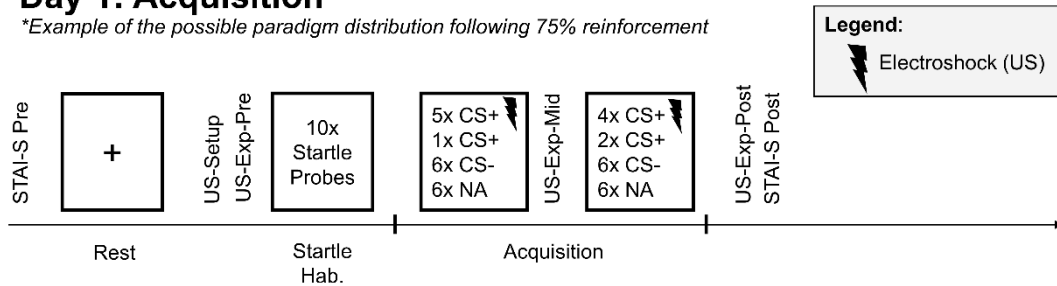 Day 1: Acquisition
*Example of the possible paradigm distribution following 75% reinforcement
Legend:
Electroshock (US)
STAI-S Pre
+
US-Setup
US-Exp-Pre
10x
Startle
Probes
5x CS+
1x CS+
6x CS-
6x NA
US-Exp-Mid
4x CS+
2x CS+
6x CS-
6x NA
US-Exp-Post
STAI-S Post
Rest
Startle
Hab.
Acquisition